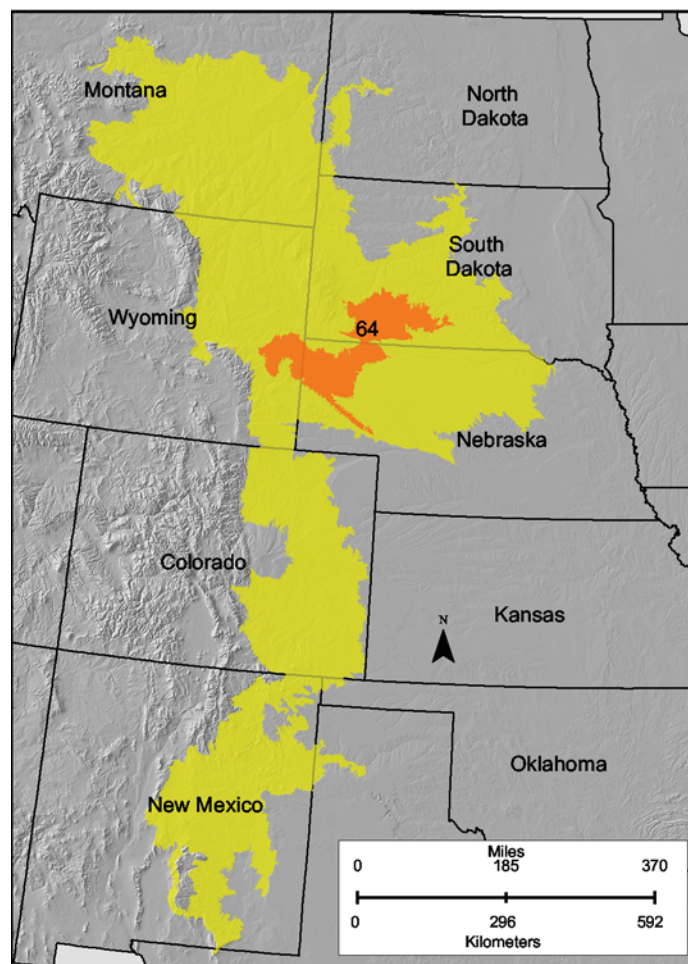 Montana
North
Dakota
South
Dakota
Wyoming
64
Nebraska
Colorado
Kansas
N
Oklahoma
New Mexico
Miles
0 185 370
0 296 592
Kilometers